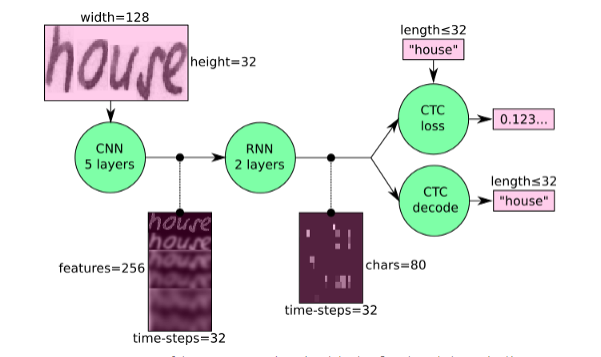 width=128
house
height=32
CNN
5 layers
RNN
2 layers
length≤32
"house"
CTC
loss
0.123...
CTC
decode
length≤32
"house"
house
house
features=256
time-steps=32
chars=80
time-steps=32